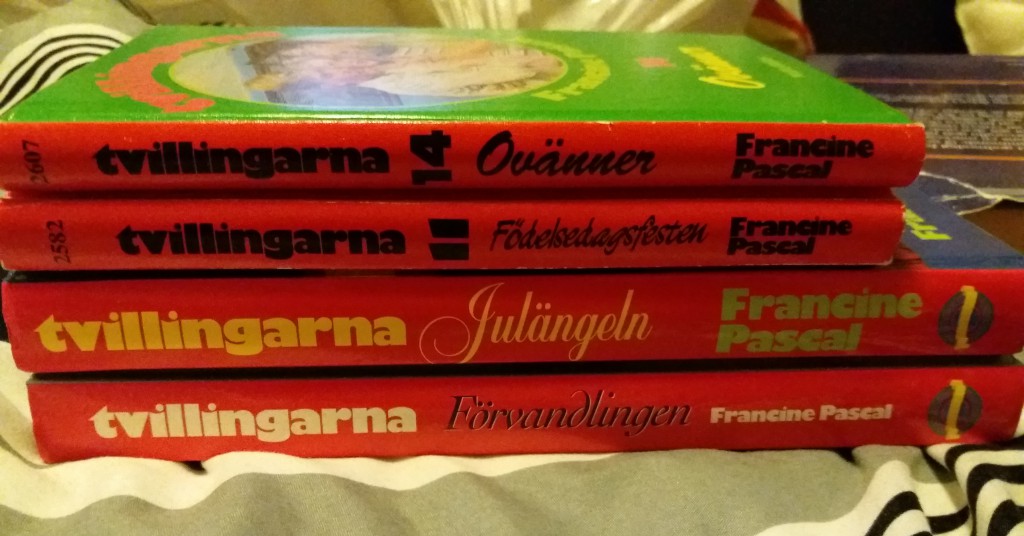 2607
tvillingarna 14 Ovänner Francine
Pascal
2582
tvillingarna 11 Födelsedagsfesten Francine
Pascal
tvillingarna Julängeln Francine
Pascal
tvillingarna Förvandlingen Francine Pascal